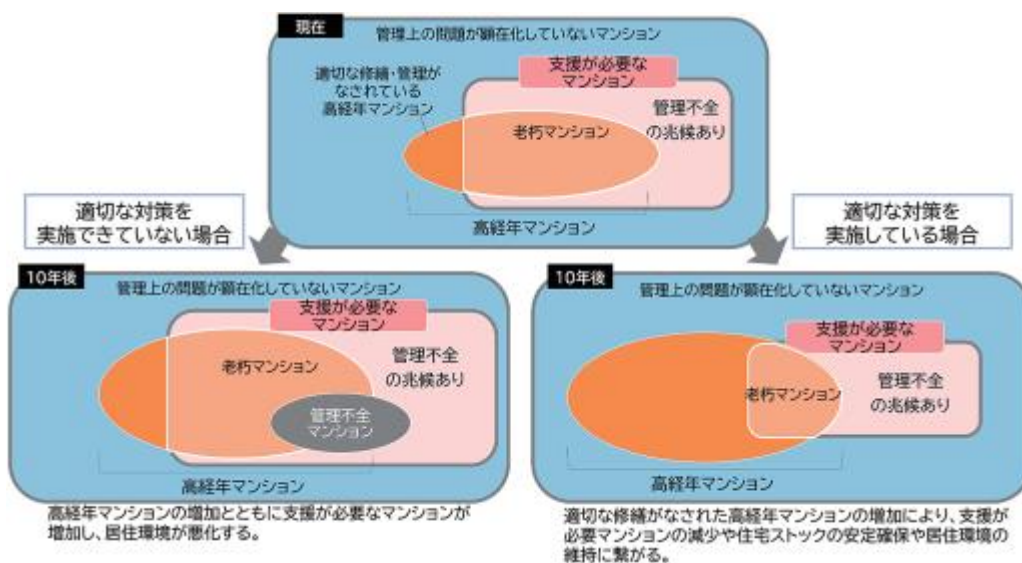 現在
管理上の問題が顕在化していないマンション
支援が必要な
マンション
適切な修繕・管理が
なされている
高経年マンション
管理不全
の兆候あり
老朽マンション
高経年マンション
適切な対策を
実施できていない場合
適切な対策を
実施している場合
10年後
管理上の問題が顕在化していないマンション
支援が必要な
マンション
老朽マンション
管理不全
の兆候あり
管理不全
マンション
高経年マンション
高経年マンションの増加とともに支援が必要なマンションが
増加し、居住環境が悪化する。
10年後
管理上の問題が顕在化していないマンション
支援が必要な
マンション
老朽マンション
管理不全
の兆候あり
高経年マンション
適切な修繕がなされた高経年マンションの増加により、支援が
必要マンションの減少や住宅ストックの安定確保や居住環境の
維持に繋がる。